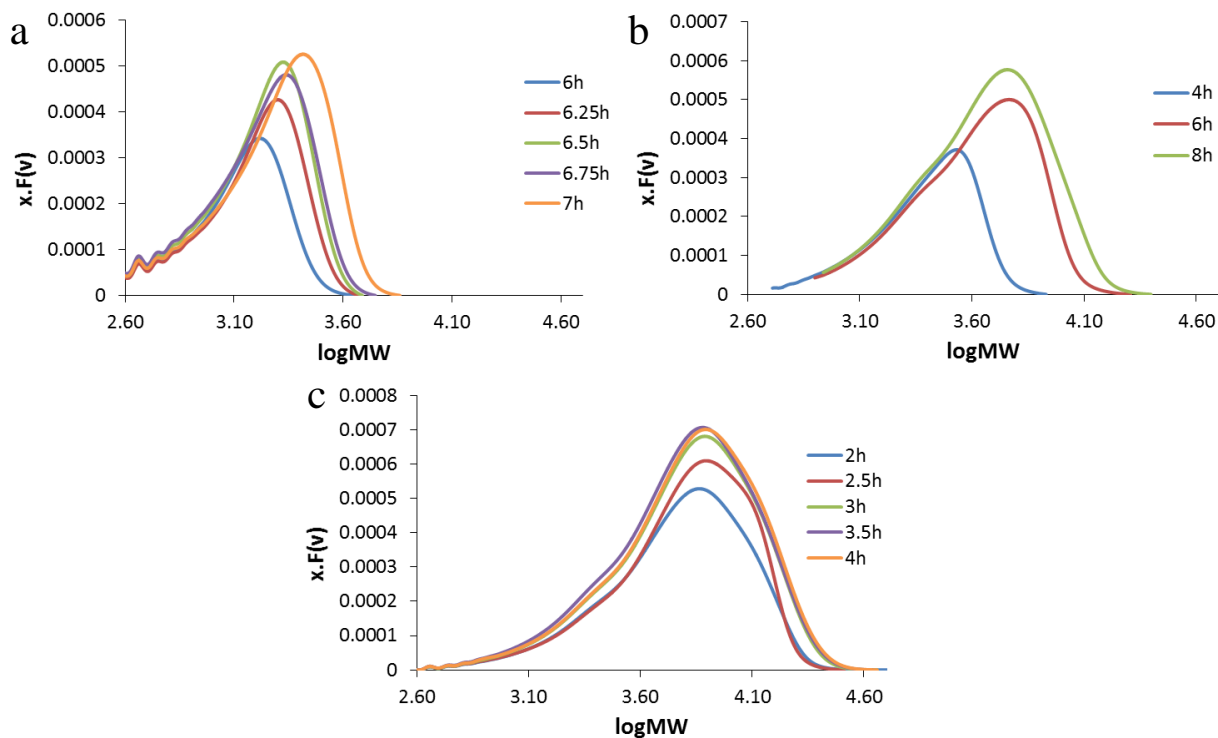 a
0.0006
0.0005
0.0004
0.0003
0.0002
0.0001
0
x.F(v)
2.60 3.10 3.60 4.10 4.60
logMW
6h
6.25h
6.5h
6.75h
7h
b
0.0007
0.0006
0.0005
0.0004
0.0003
0.0002
0.0001
0
x.F(v)
2.60 3.10 3.60 4.10 4.60
logMW
4h
6h
8h
c
0.0008
0.0007
0.0006
0.0005
0.0004
0.0003
0.0002
0.0001
0
x.F(v)
2.60 3.10 3.60 4.10 4.60
logMW
2h
2.5h
3h
3.5h
4h